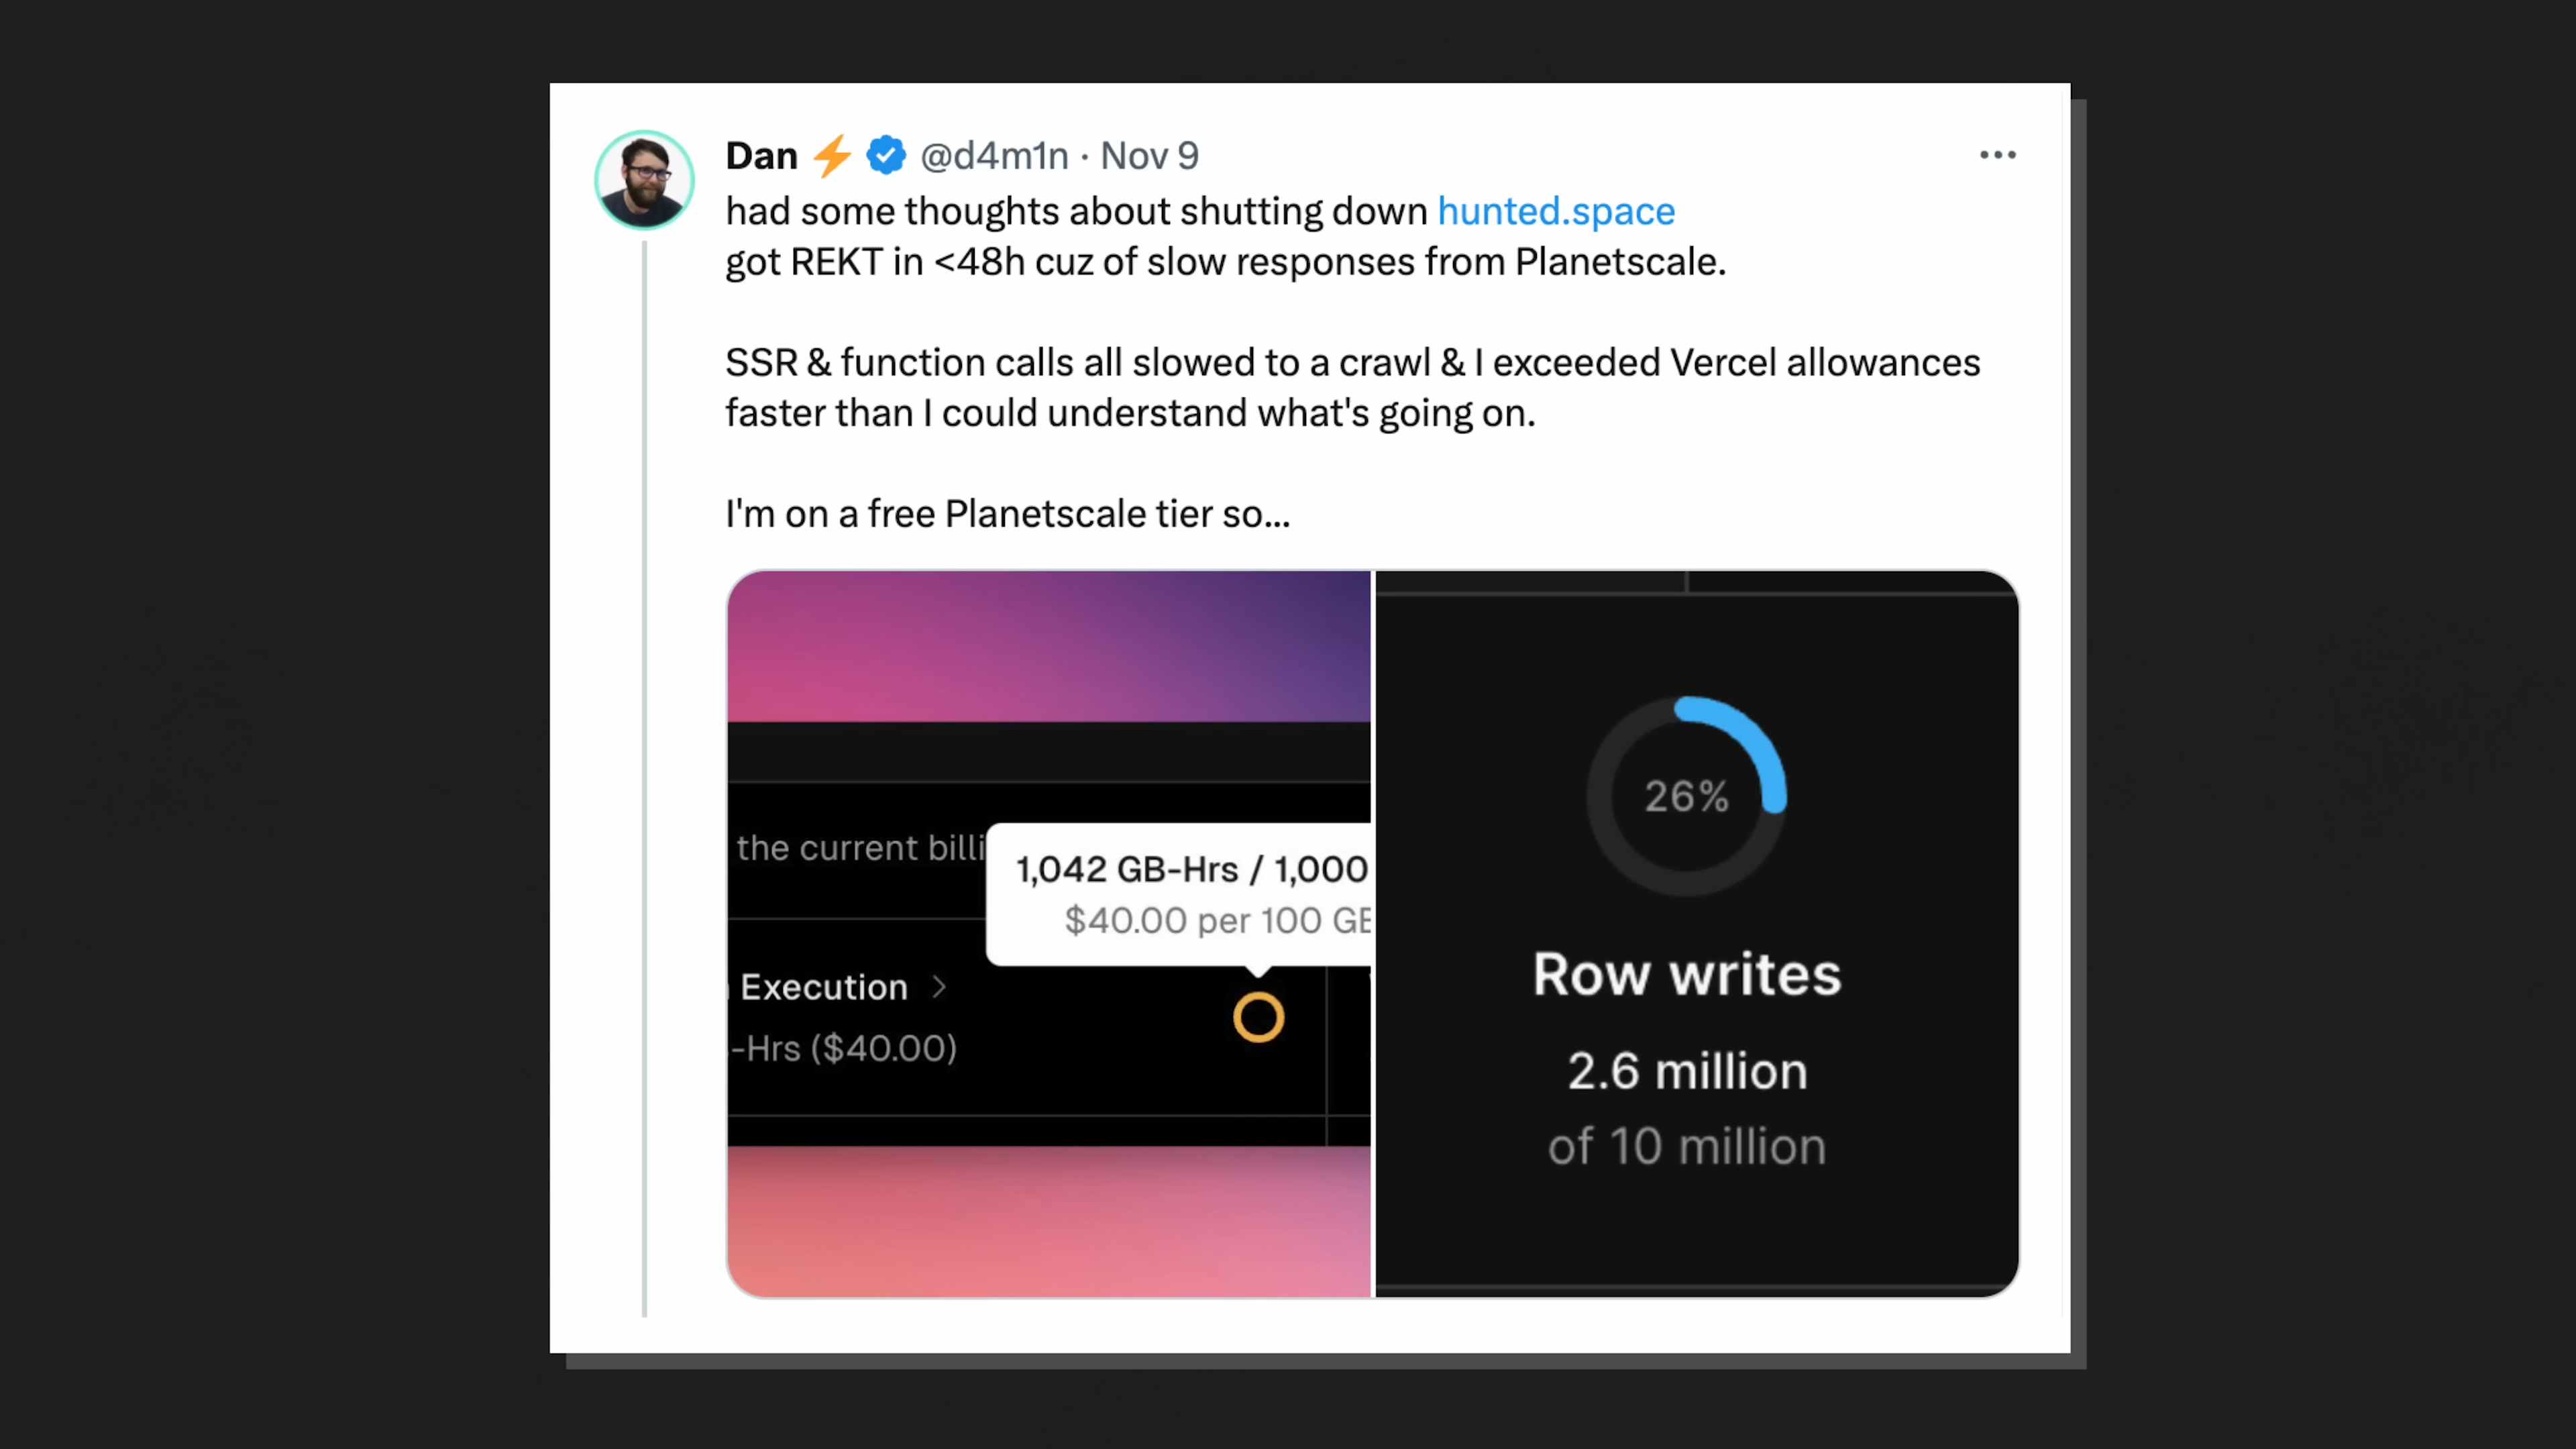 Dan ⚡ @d4m1n · Nov 9
had some thoughts about shutting down hunted.space
got REKT in <48h cuz of slow responses from Planetscale.
SSR & function calls all slowed to a crawl & I exceeded Vercel allowances
faster than I could understand what's going on.
I'm on a free Planetscale tier so...
the current billi
1,042 GB-Hrs / 1,000
$40.00 per 100 GB
Execution >
-Hrs ($40.00)
26%
Row writes
2.6 million
of 10 million